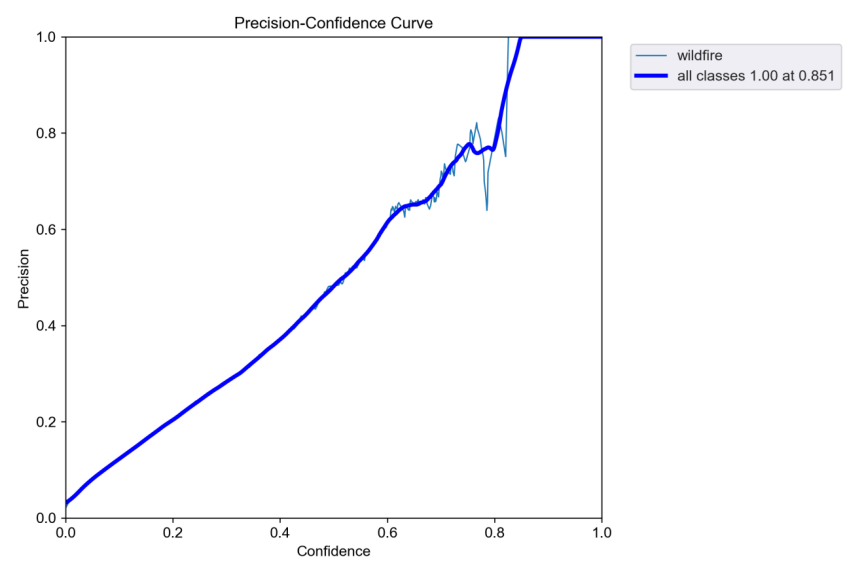 Precision-Confidence Curve
1.0
0.8
0.6
0.4
0.2
0.0
Precision
0.0 0.2 0.4 0.6 0.8 1.0
Confidence
wildfire
all classes 1.00 at 0.851